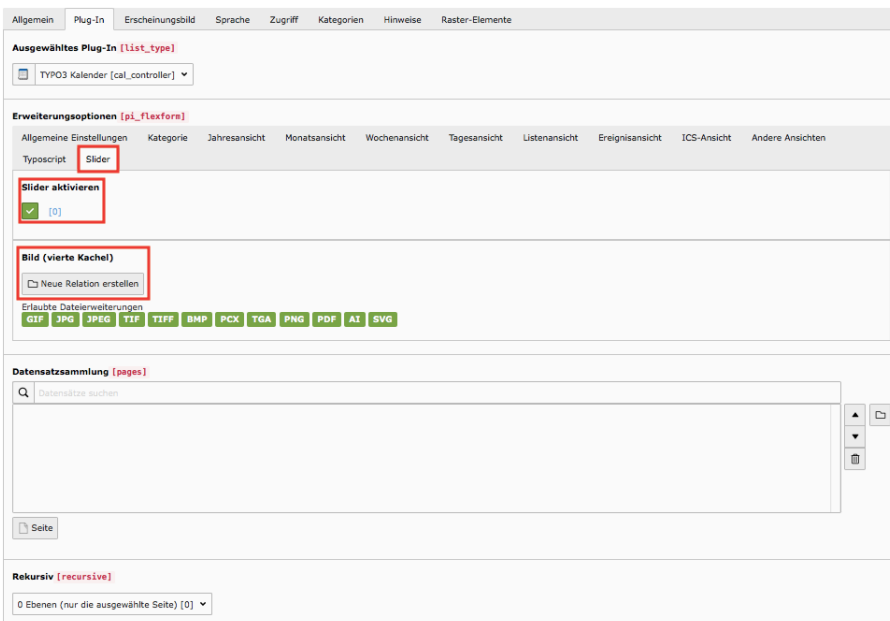 Allgemein Plug-In Erscheinungsbild Sprache Zugriff Kategorien Hinweise Raster-Elemente
Ausgewähltes Plug-In [list_type]
TYPO3 Kalender [cal_controller]
Erweiterungsoptionen [pi_flexform]
Allgemeine Einstellungen Kategorie Jahresansicht Monatsansicht Wochenansicht Tagesansicht Listenansicht Ereignisansicht ICS-Ansicht Andere Ansichten
Typoscript Slider
Slider aktivieren
[0]
Bild (vierte Kachel)
Neue Relation erstellen
Erlaubte Dateierweiterungen
GIF JPG JPEG TIF TIFF BMP PCX TGA PNG PDF AI SVG
Datensatzsammlung [pages]
Datensätze suchen
Seite
Rekursiv [recursive]
0 Ebenen (nur die ausgewählte Seite) [0]